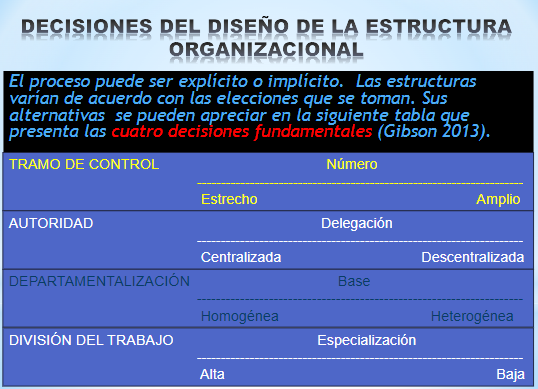 DECISIONES DEL DISEÑO DE LA ESTRUCTURA
ORGANIZACIONAL
El proceso puede ser explícito o implícito. Las estructuras
varían de acuerdo con las elecciones que se toman. Sus
alternativas se pueden apreciar en la siguiente tabla que
presenta las cuatro decisiones fundamentales (Gibson 2013).
TRAMO DE CONTROL Número
Estrecho Amplio
AUTORIDAD Delegación
Centralizada Descentralizada
DEPARTAMENTALIZACIÓN Base
Homogénea Heterogénea
DIVISIÓN DEL TRABAJO Especialización
Alta Baja